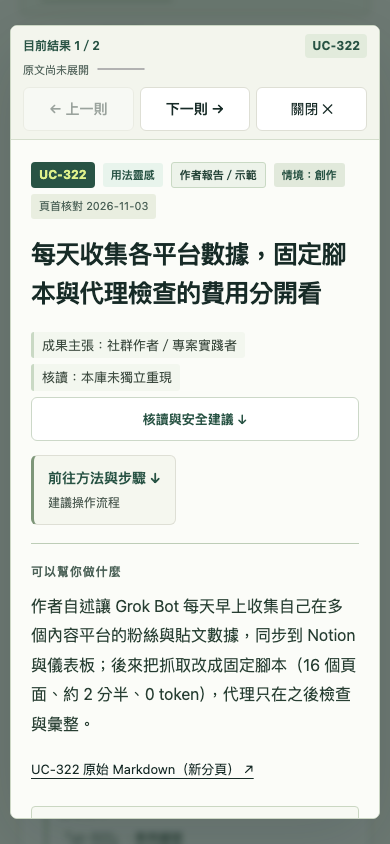 目前結果 1 / 2
UC-322
原文尚未展開
← 上一則
下一則 →
關閉 ✕
UC-322
用法靈感
作者報告 / 示範
情境：創作
頁首核對 2026-11-03
每天收集各平台數據，固定腳
本與代理檢查的費用分開看
成果主張：社群作者 / 專案實踐者
核讀：本庫未獨立重現
核讀與安全建議 ↓
前往方法與步驟 ↓
建議操作流程
可以幫你做什麼
作者自述讓 Grok Bot 每天早上收集自己在多
個內容平台的粉絲與貼文數據，同步到 Notion
與儀表板；後來把抓取改成固定腳本（16 個頁
面、約 2 分半、0 token），代理只在之後檢查
與彙整。
UC-322 原始 Markdown（新分頁） ↗